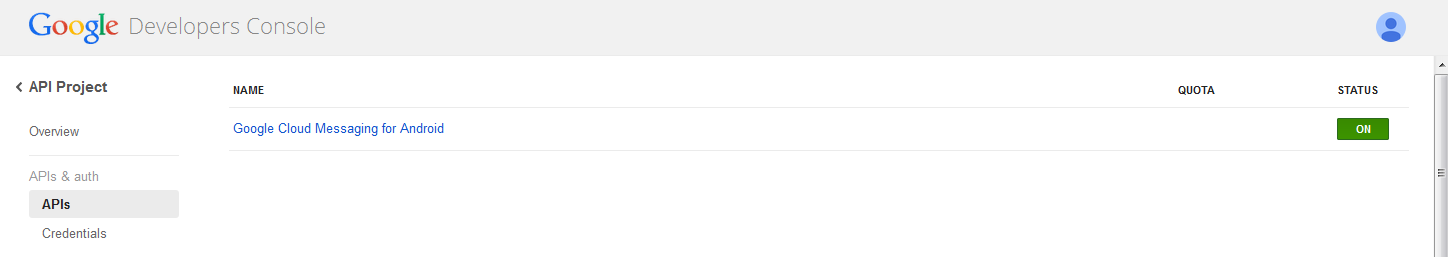 Google Developers Console
API Project
NAME QUOTA STATUS
Overview
Google Cloud Messaging for Android ON
APIs & auth
APIs
Credentials